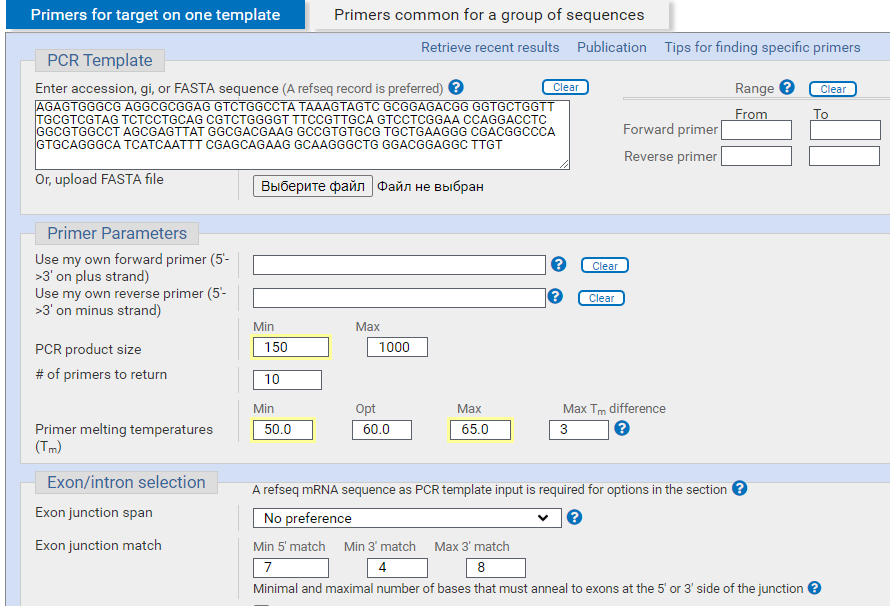 Primers for target on one template
Primers common for a group of sequences
Retrieve recent results Publication Tips for finding specific primers
PCR Template
Enter accession, gi, or FASTA sequence (A refseq record is preferred) ? Clear
Range ? Clear
AGAGTGGGCG AGGCGCGGAG GTCTGGCCTA TAAAGTAGTC GCGGAGACGG GGTGCTGGTT
TGCGTCGTAG TCTCCTGCAG CGTCTGGGGT TTCCGTTGCA GTCCTCGGAA CCAGGACCTC
GGCGTGGCCT AGCGAGTTAT GGCGACGAAG GCCGTGTGCG TGCTGAAGGG CGACGGCCCA
GTGCAGGGCA TCATCAATTT CGAGCAGAAG GCAAGGGCTG GGACGGAGGC TTGT
From To
Forward primer
Reverse primer
Or, upload FASTA file
Выберите файл Файл не выбран
Primer Parameters
Use my own forward primer (5'-
>3' on plus strand)
? Clear
Use my own reverse primer (5'-
>3' on minus strand)
? Clear
Min Max
PCR product size 150 1000
# of primers to return 10
Min Opt Max Max Tm difference
Primer melting temperatures
(Tm)
50.0 60.0 65.0 3 ?
Exon/intron selection
A refseq mRNA sequence as PCR template input is required for options in the section ?
Exon junction span No preference ?
Exon junction match Min 5' match Min 3' match Max 3' match
7 4 8
Minimal and maximal number of bases that must anneal to exons at the 5' or 3' side of the junction ?